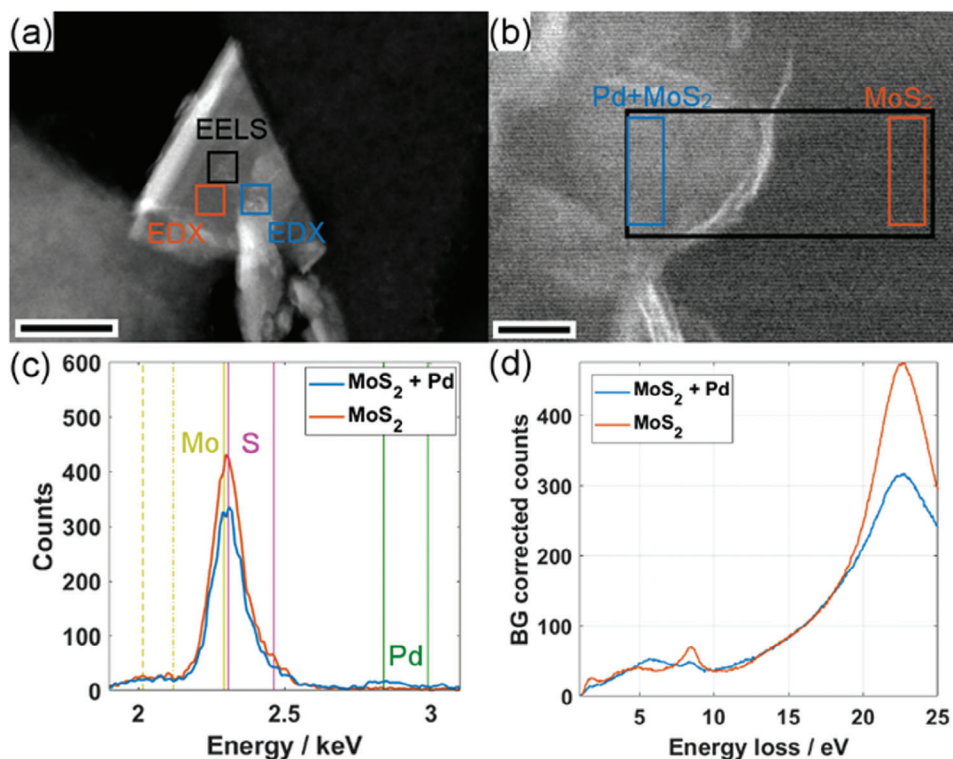 (a)
EELS
EDX
EDX
(b)
Pd+MoS₂
MoS₂
(c)
600
500
400
300
200
100
0
Counts
Mo
S
Pd
MoS₂ + Pd
MoS₂
2
2.5
3
Energy / keV
(d)
400
300
200
100
0
BG corrected counts
MoS₂ + Pd
MoS₂
5
10
15
20
25
Energy loss / eV